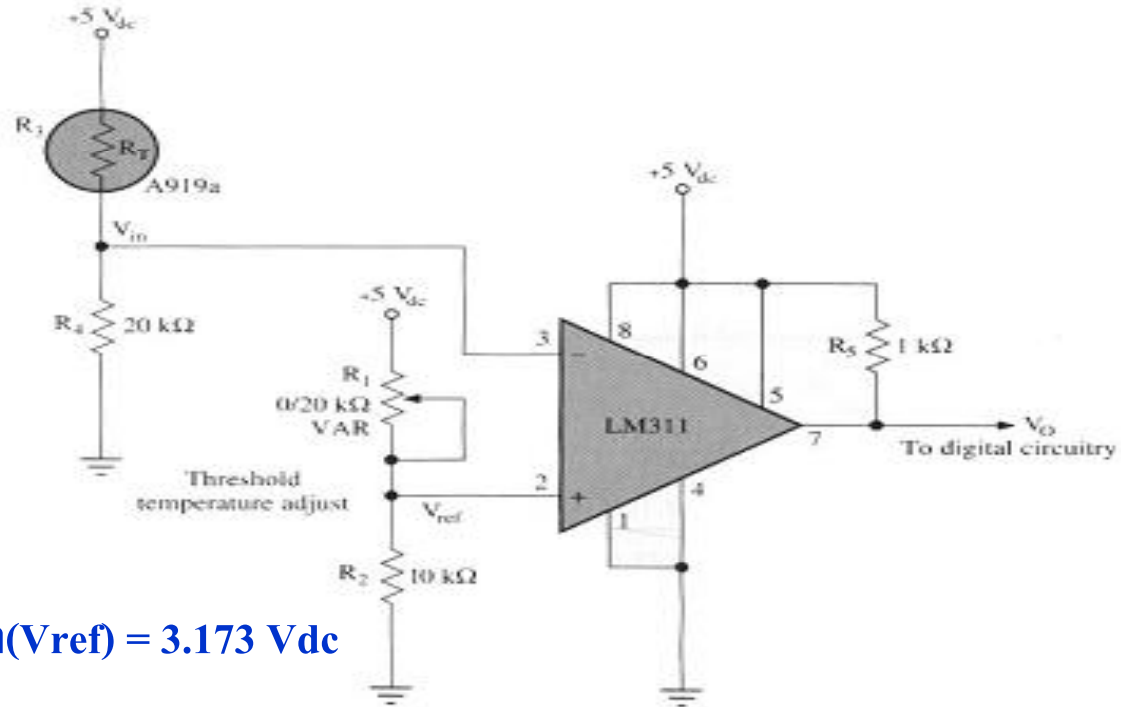 +5 Vdc
R3
RT
A919a
Vin
R4
20 kΩ
+5 Vdc
+5 Vdc
R1
0/20 kΩ
VAR
Threshold
temperature adjust
Vref
R2
10 kΩ
3
−
8
6
5
R5
1 kΩ
LM311
7
VO
To digital circuitry
2
+
4
1
(Vref) = 3.173 Vdc